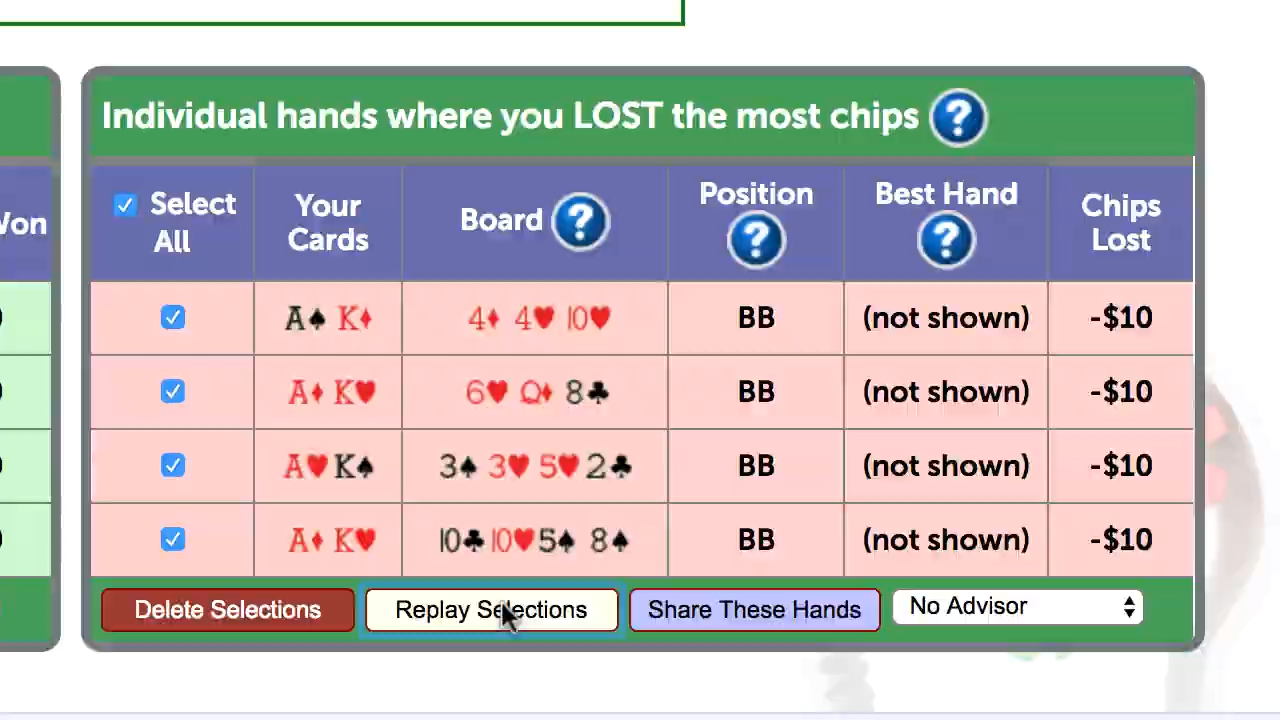 Individual hands where you LOST the most chips ?
Won
Select All
Your Cards
Board ?
Position ?
Best Hand ?
Chips Lost
A♠ K♦ 4♦ 4♥ 10♥ BB (not shown) -$10
A♦ K♥ 6♥ Q♦ 8♣ BB (not shown) -$10
A♥ K♠ 3♠ 3♥ 5♥ 2♣ BB (not shown) -$10
A♦ K♥ 10♣ 10♥ 5♠ 8♠ BB (not shown) -$10
Delete Selections Replay Selections Share These Hands No Advisor